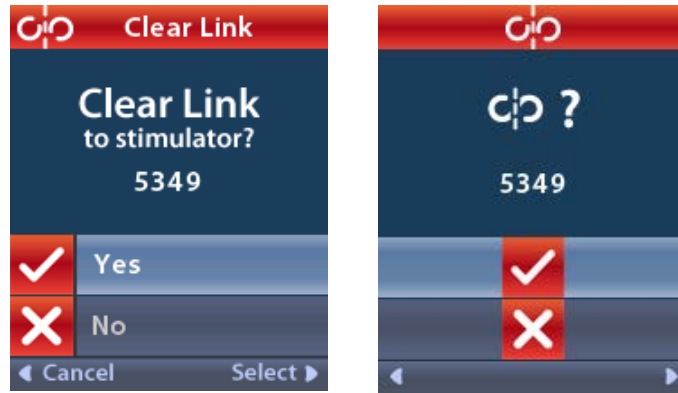 Clear Link
Clear Link
to stimulator?
5349
Yes
No
Cancel Select
?
5349